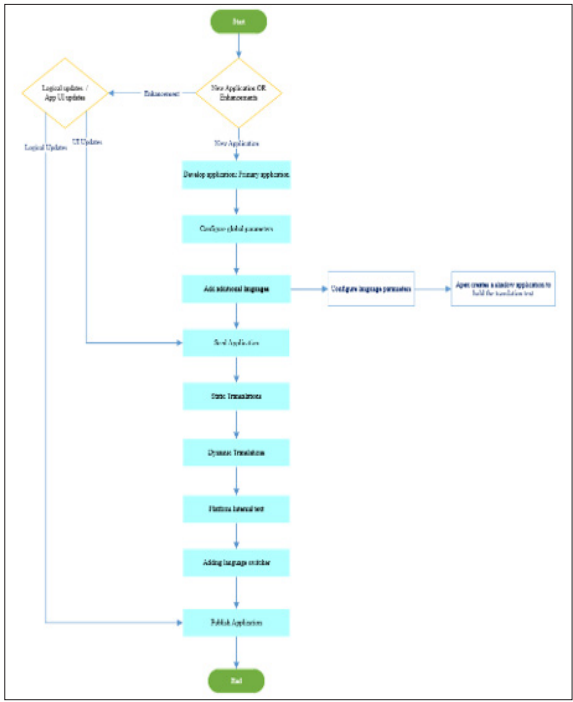 Start
New Application OR
Enhancements
Enhancement
Logical updates /
App UI updates
Logical Updates
UI Updates
New Application
Develop application: Primary application
Configure global parameters
Add additional languages
Configure language parameters
Apex creates a shadow application to
hold the translation text
Seed Application
Static Translations
Dynamic Translations
Platform Internal text
Adding language switcher
Publish Application
End